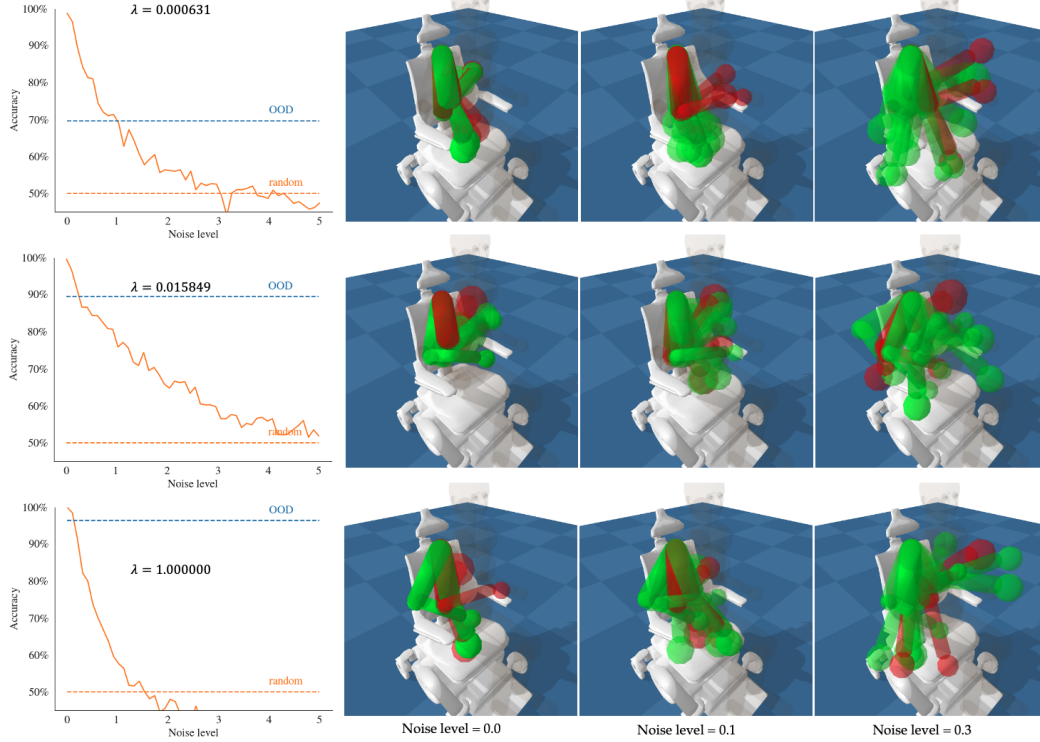 λ = 0.000631
100%
90%
80%
70%
60%
50%
Accuracy
OOD
random
0 1 2 3 4 5
Noise level
λ = 0.015849
100%
90%
80%
70%
60%
50%
Accuracy
OOD
random
0 1 2 3 4 5
Noise level
λ = 1.000000
100%
90%
80%
70%
60%
50%
Accuracy
OOD
random
0 1 2 3 4 5
Noise level
Noise level = 0.0
Noise level = 0.1
Noise level = 0.3